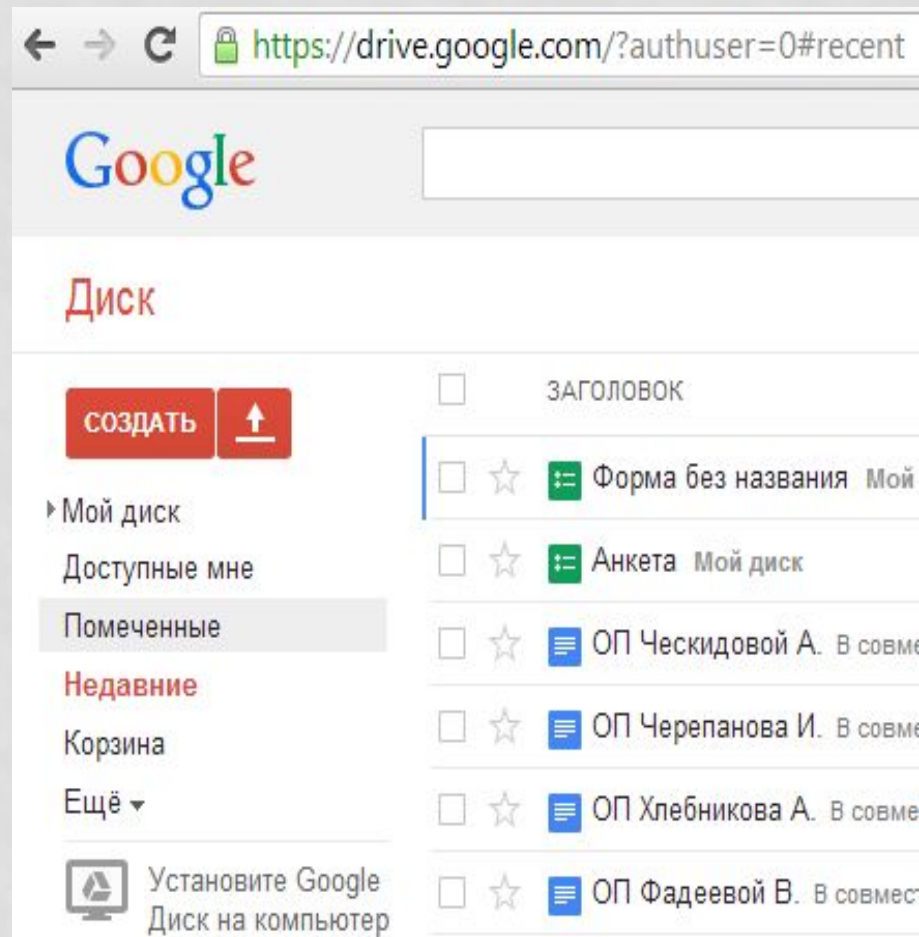 https://drive.google.com/?authuser=0#recent
Google
Диск
СОЗДАТЬ
Мой диск
Доступные мне
Помеченные
Недавние
Корзина
Ещё
Установите Google
Диск на компьютер
ЗАГОЛОВОК
Форма без названия Мой
Анкета Мой диск
ОП Ческидовой А. В совме
ОП Черепанова И. В совме
ОП Хлебникова А. В совме
ОП Фадеевой В. В совмест